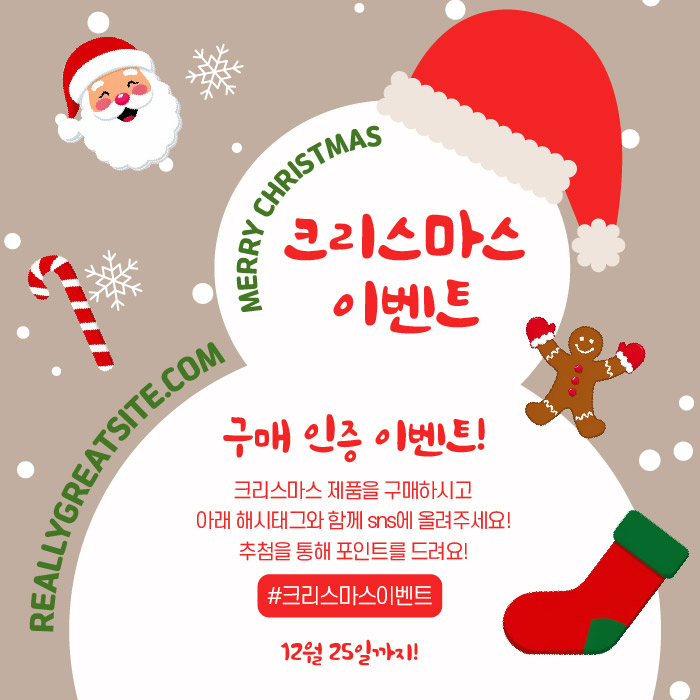 MERRY CHRISTMAS
크리스마스
이벤트
REALLYGREATSITE.COM
구매 인증 이벤트!
크리스마스 제품을 구매하시고
아래 해시태그와 함께 sns에 올려주세요!
추첨을 통해 포인트를 드려요!
#크리스마스이벤트
12월 25일까지!